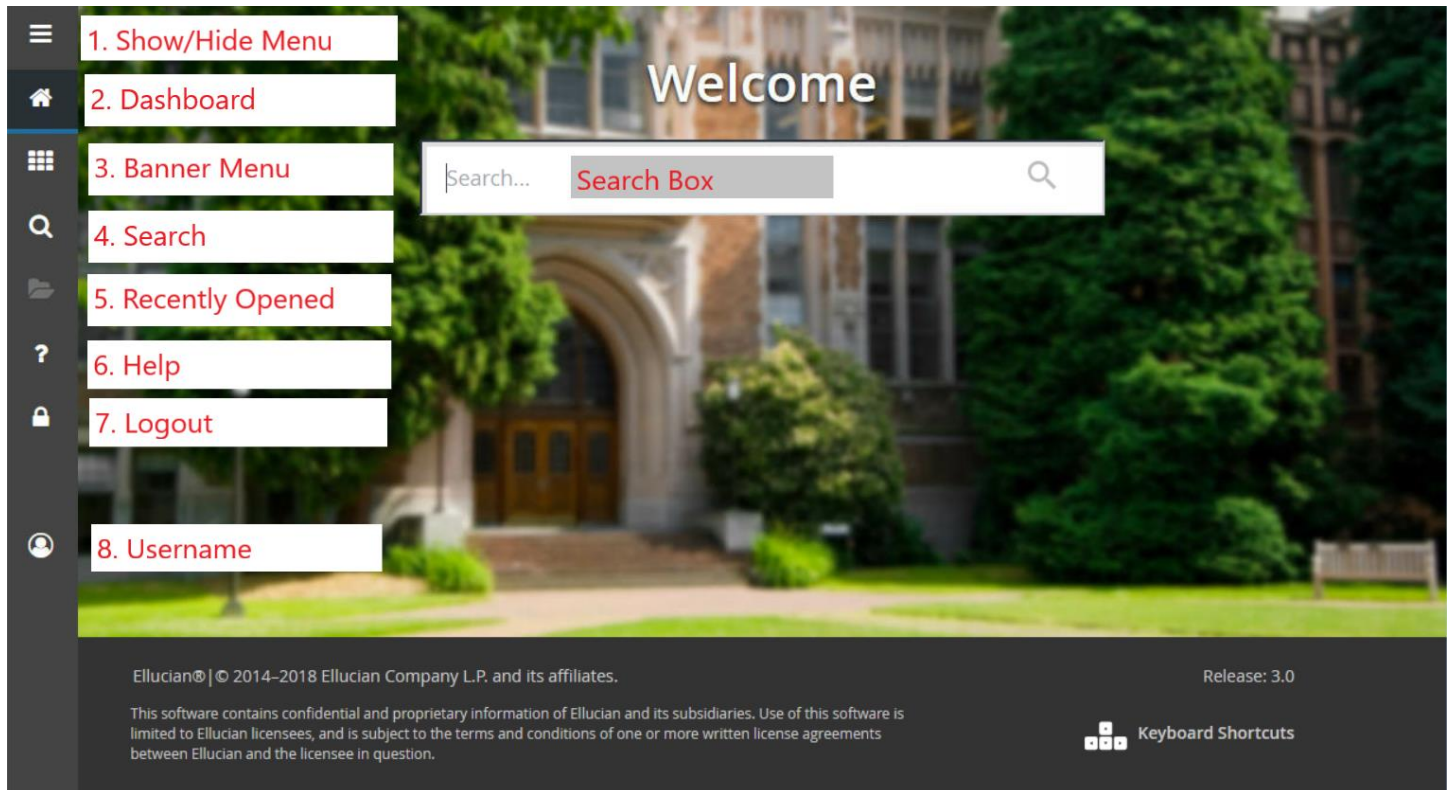 1. Show/Hide Menu
Welcome
2. Dashboard
3. Banner Menu
Search... Search Box
4. Search
5. Recently Opened
?
6. Help
7. Logout
8. Username
Ellucian®|© 2014–2018 Ellucian Company L.P. and its affiliates.
Release: 3.0
This software contains confidential and proprietary information of Ellucian and its subsidiaries. Use of this software is
limited to Ellucian licensees, and is subject to the terms and conditions of one or more written license agreements
between Ellucian and the licensee in question.
Keyboard Shortcuts